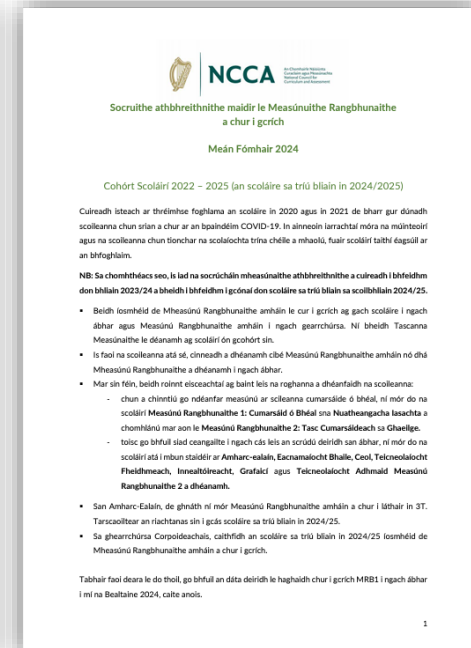 NCCA
An Chomhairle Náisiúnta
Curaclaim agus Measúnachta
National Council for
Curriculum and Assessment
Socruithe athbhreithnithe maidir le Measúnuithe Rangbhunaithe
a chur i gcrích
Meán Fómhair 2024
Cohórt Scoláirí 2022 – 2025 (an scoláire sa tríú bliain in 2024/2025)
Cuireadh isteach ar thréimhse foghlama an scoláire in 2020 agus in 2021 de bharr gur dúnadh
scoileanna chun srian a chur ar an bpaindéim COVID-19. In ainneoin iarrachtaí móra na múinteoirí
agus na scoileanna chun tionchar na scolaíochta trína chéile a mhaolú, fuair scoláirí taithí éagsúil ar
an bhfoghlaim.
NB: Sa chomhthéacs seo, is iad na socrúcháin mheasúnaithe athbhreithnithe a cuireadh i bhfeidhm
don bhliain 2023/24 a bheidh i bhfeidhm i gcónaí don scoláire sa tríú bliain sa scoilbhliain 2024/25.
▪ Beidh íosmhéid de Mheasúnú Rangbhunaithe amháin le cur i gcrích ag gach scoláire i ngach
ábhar agus Measúnú Rangbhunaithe amháin i ngach gearrchúrsa. Ní bheidh Tascanna
Measúnaithe le déanamh ag scoláirí ón gcohórt sin.
▪ Is faoi na scoileanna atá sé, cinneadh a dhéanamh cibé Measúnú Rangbhunaithe amháin nó dhá
Mheasúnú Rangbhunaithe a dhéanamh i ngach ábhar.
▪ Mar sin féin, beidh roinnt eisceachtaí ag baint leis na roghanna a dhéanfaidh na scoileanna:
- chun a chinntiú go ndéanfar measúnú ar scileanna cumarsáide ó bhéal, ní mór do na
scoláirí Measúnú Rangbhunaithe 1: Cumarsáid ó Bhéal sna Nuatheangacha Iasachta a
chomhlánú mar aon le Measúnú Rangbhunaithe 2: Tasc Cumarsáideach sa Ghaeilge.
- toisc go bhfuil siad ceangailte i ngach cás leis an scrúdú deiridh san ábhar, ní mór do na
scoláirí atá i mbun staidéir ar Amharc-ealaín, Eacnamaíocht Bhaile, Ceol, Teicneolaíocht
Fheidhmeach, Innealtóireacht, Grafaicí agus Teicneolaíocht Adhmaid Measúnú
Rangbhunaithe 2 a dhéanamh.
▪ San Amharc-Ealaín, de ghnáth ní mór Measúnú Rangbhunaithe amháin a chur i láthair in 3T.
Tarscaoiltear an riachtanas sin i gcás scoláire sa tríú bliain in 2024/25.
▪ Sa ghearrchúrsa Corpoideachais, caithfidh an scoláire sa tríú bliain in 2024/25 íosmhéid de
Mheasúnú Rangbhunaithe amháin a chur i gcrích.
Tabhair faoi deara le do thoil, go bhfuil an dáta deiridh le haghaidh chur i gcrích MRB1 i ngach ábhar
i mí na Bealtaine 2024, caite anois.
1